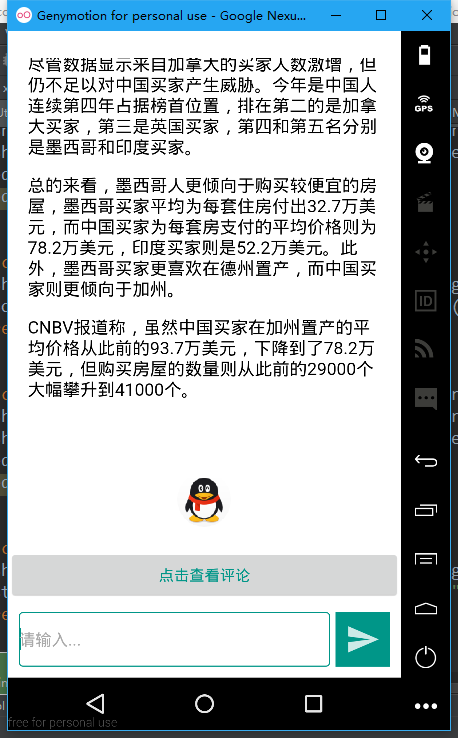 Genymotion for personal use - Google Nexu...
尽管数据显示来自加拿大的买家人数激增，但
仍不足以对中国买家产生威胁。今年是中国人
连续第四年占据榜首位置，排在第二的是加拿
大买家，第三是英国买家，第四和第五名分别
是墨西哥和印度买家。
总的来看，墨西哥人更倾向于购买较便宜的房
屋，墨西哥买家平均为每套住房付出32.7万美
元，而中国买家为每套房支付的平均价格则为
78.2万美元，印度买家则是52.2万美元。此
外，墨西哥买家更喜欢在德州置产，而中国买
家则更倾向于加州。
CNBV报道称，虽然中国买家在加州置产的平
均价格从此前的93.7万美元，下降到了78.2万
美元，但购买房屋的数量则从此前的29000个
大幅攀升到41000个。
点击查看评论
请输入...
free for personal use
GPS
ID